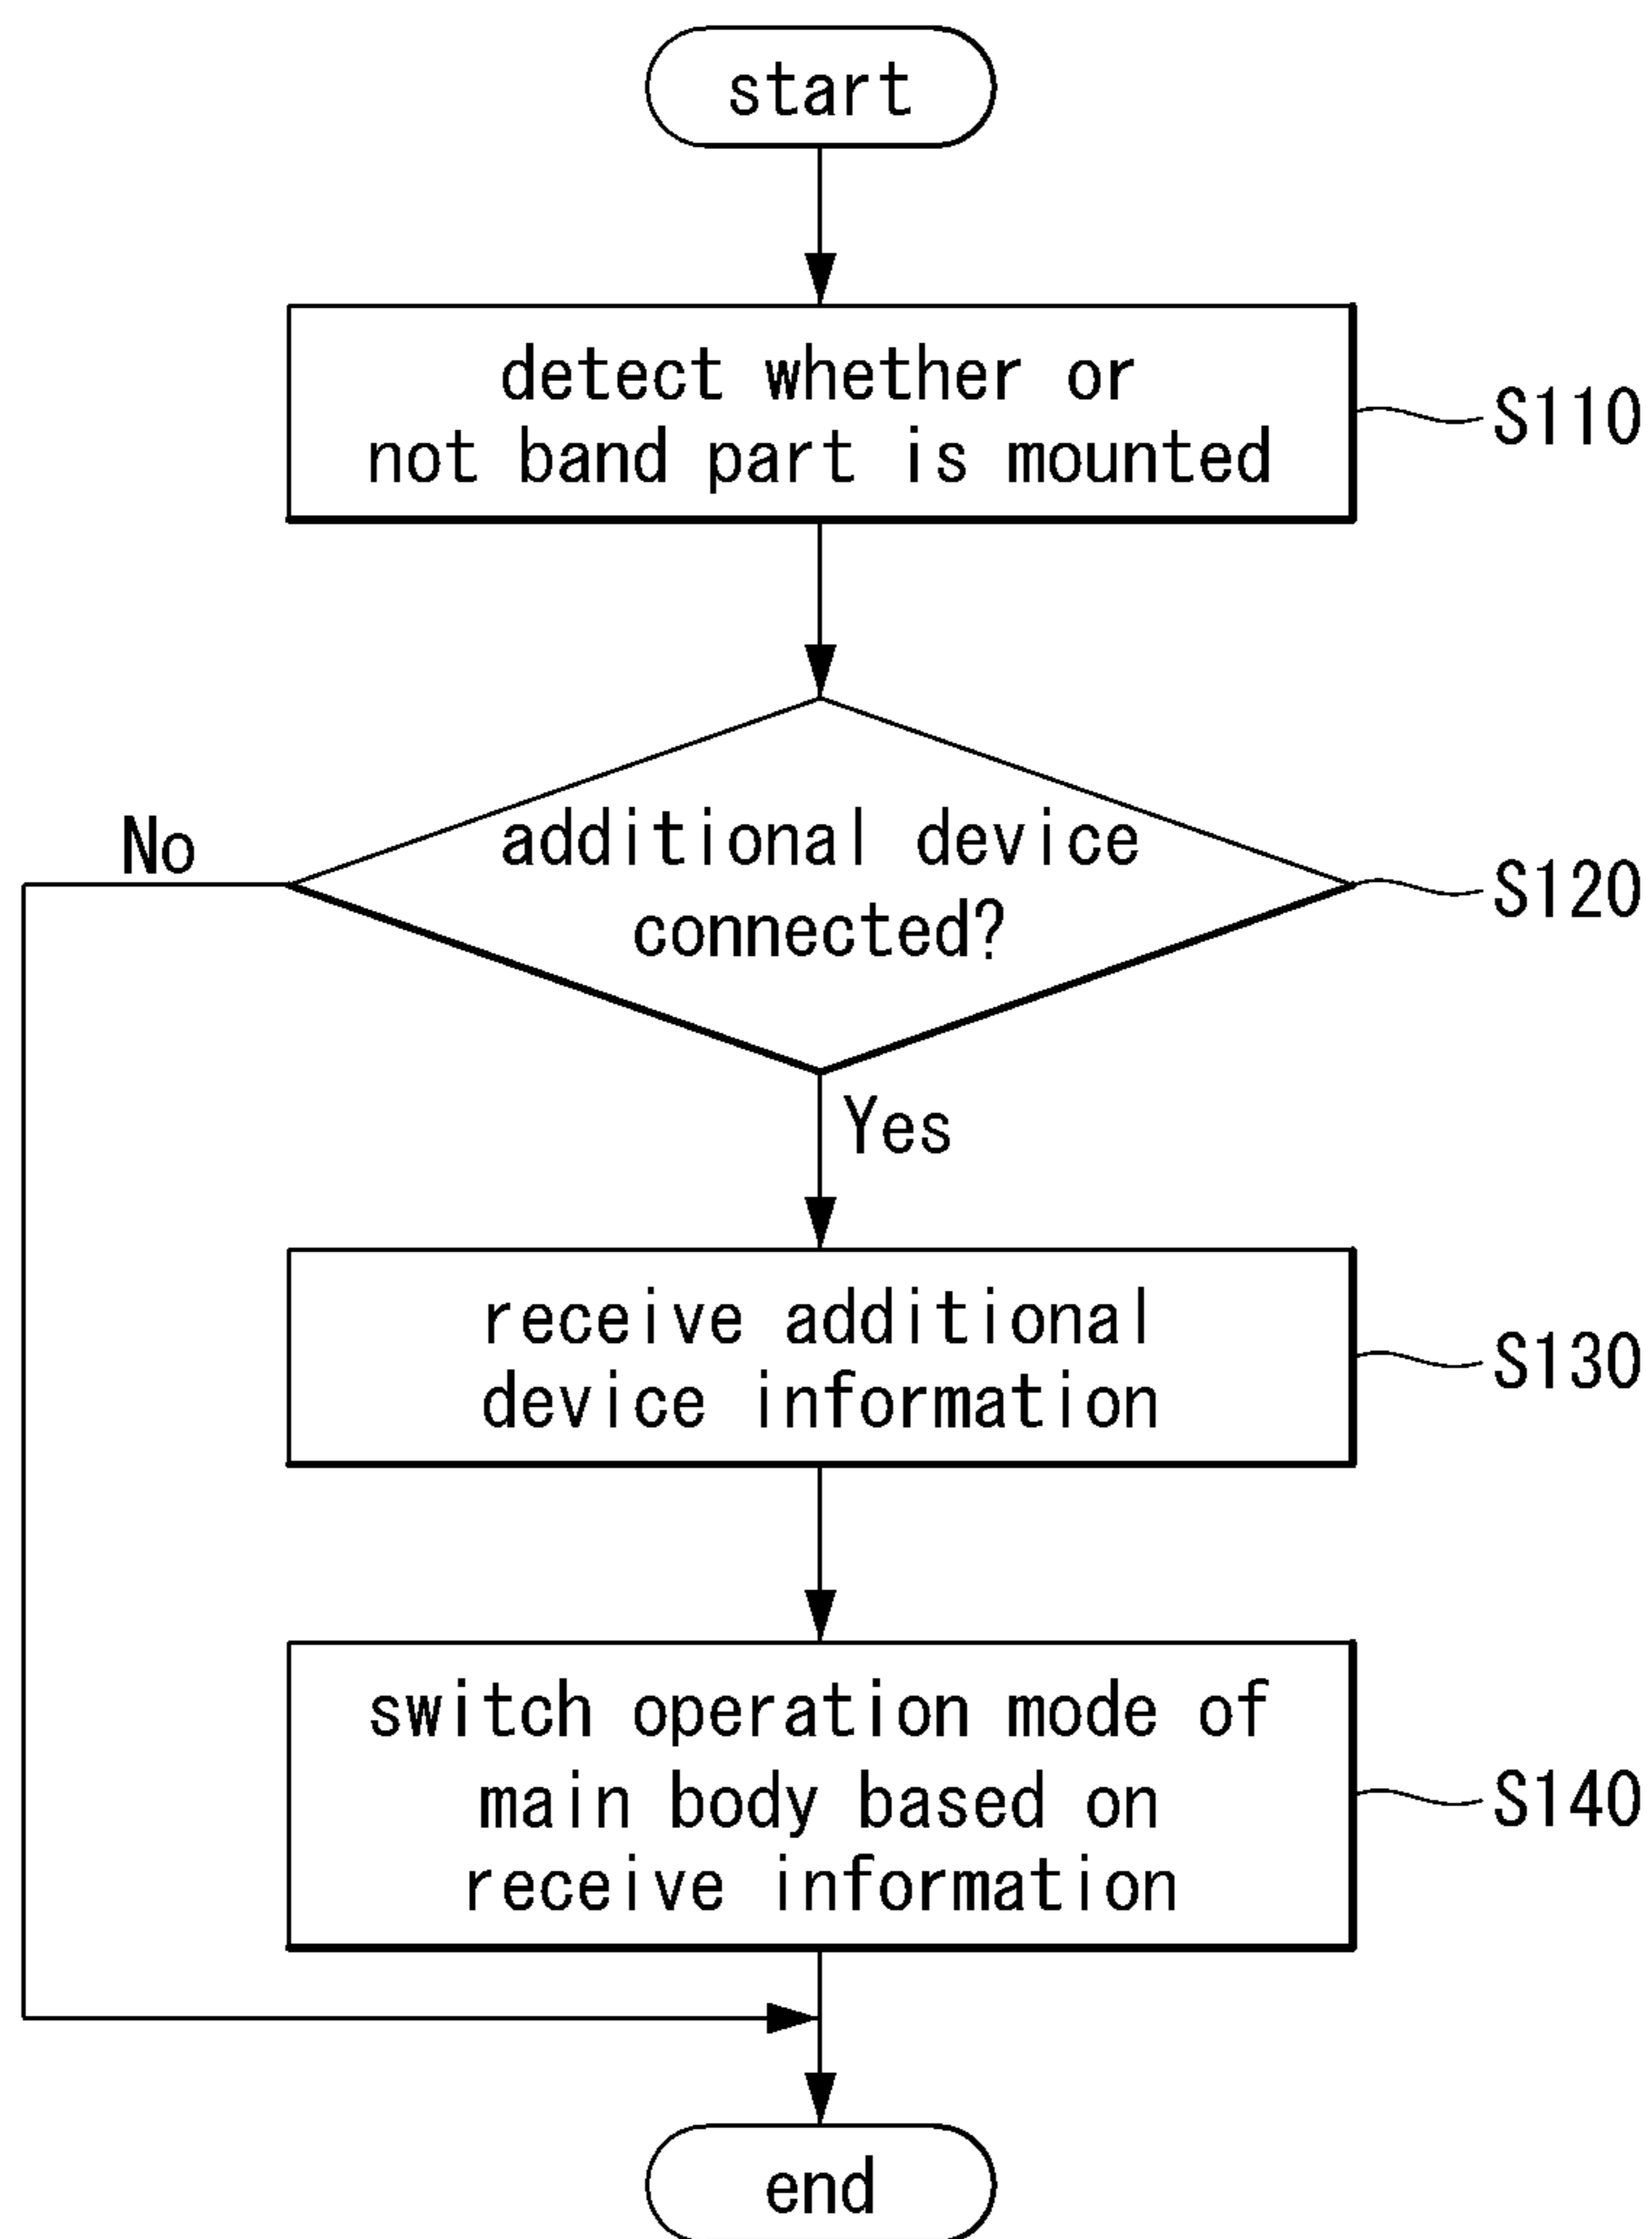 start
detect whether or
not band part is mounted
S110
additional device
connected?
S120
No
Yes
receive additional
device information
S130
switch operation mode of
main body based on
receive information
S140
end